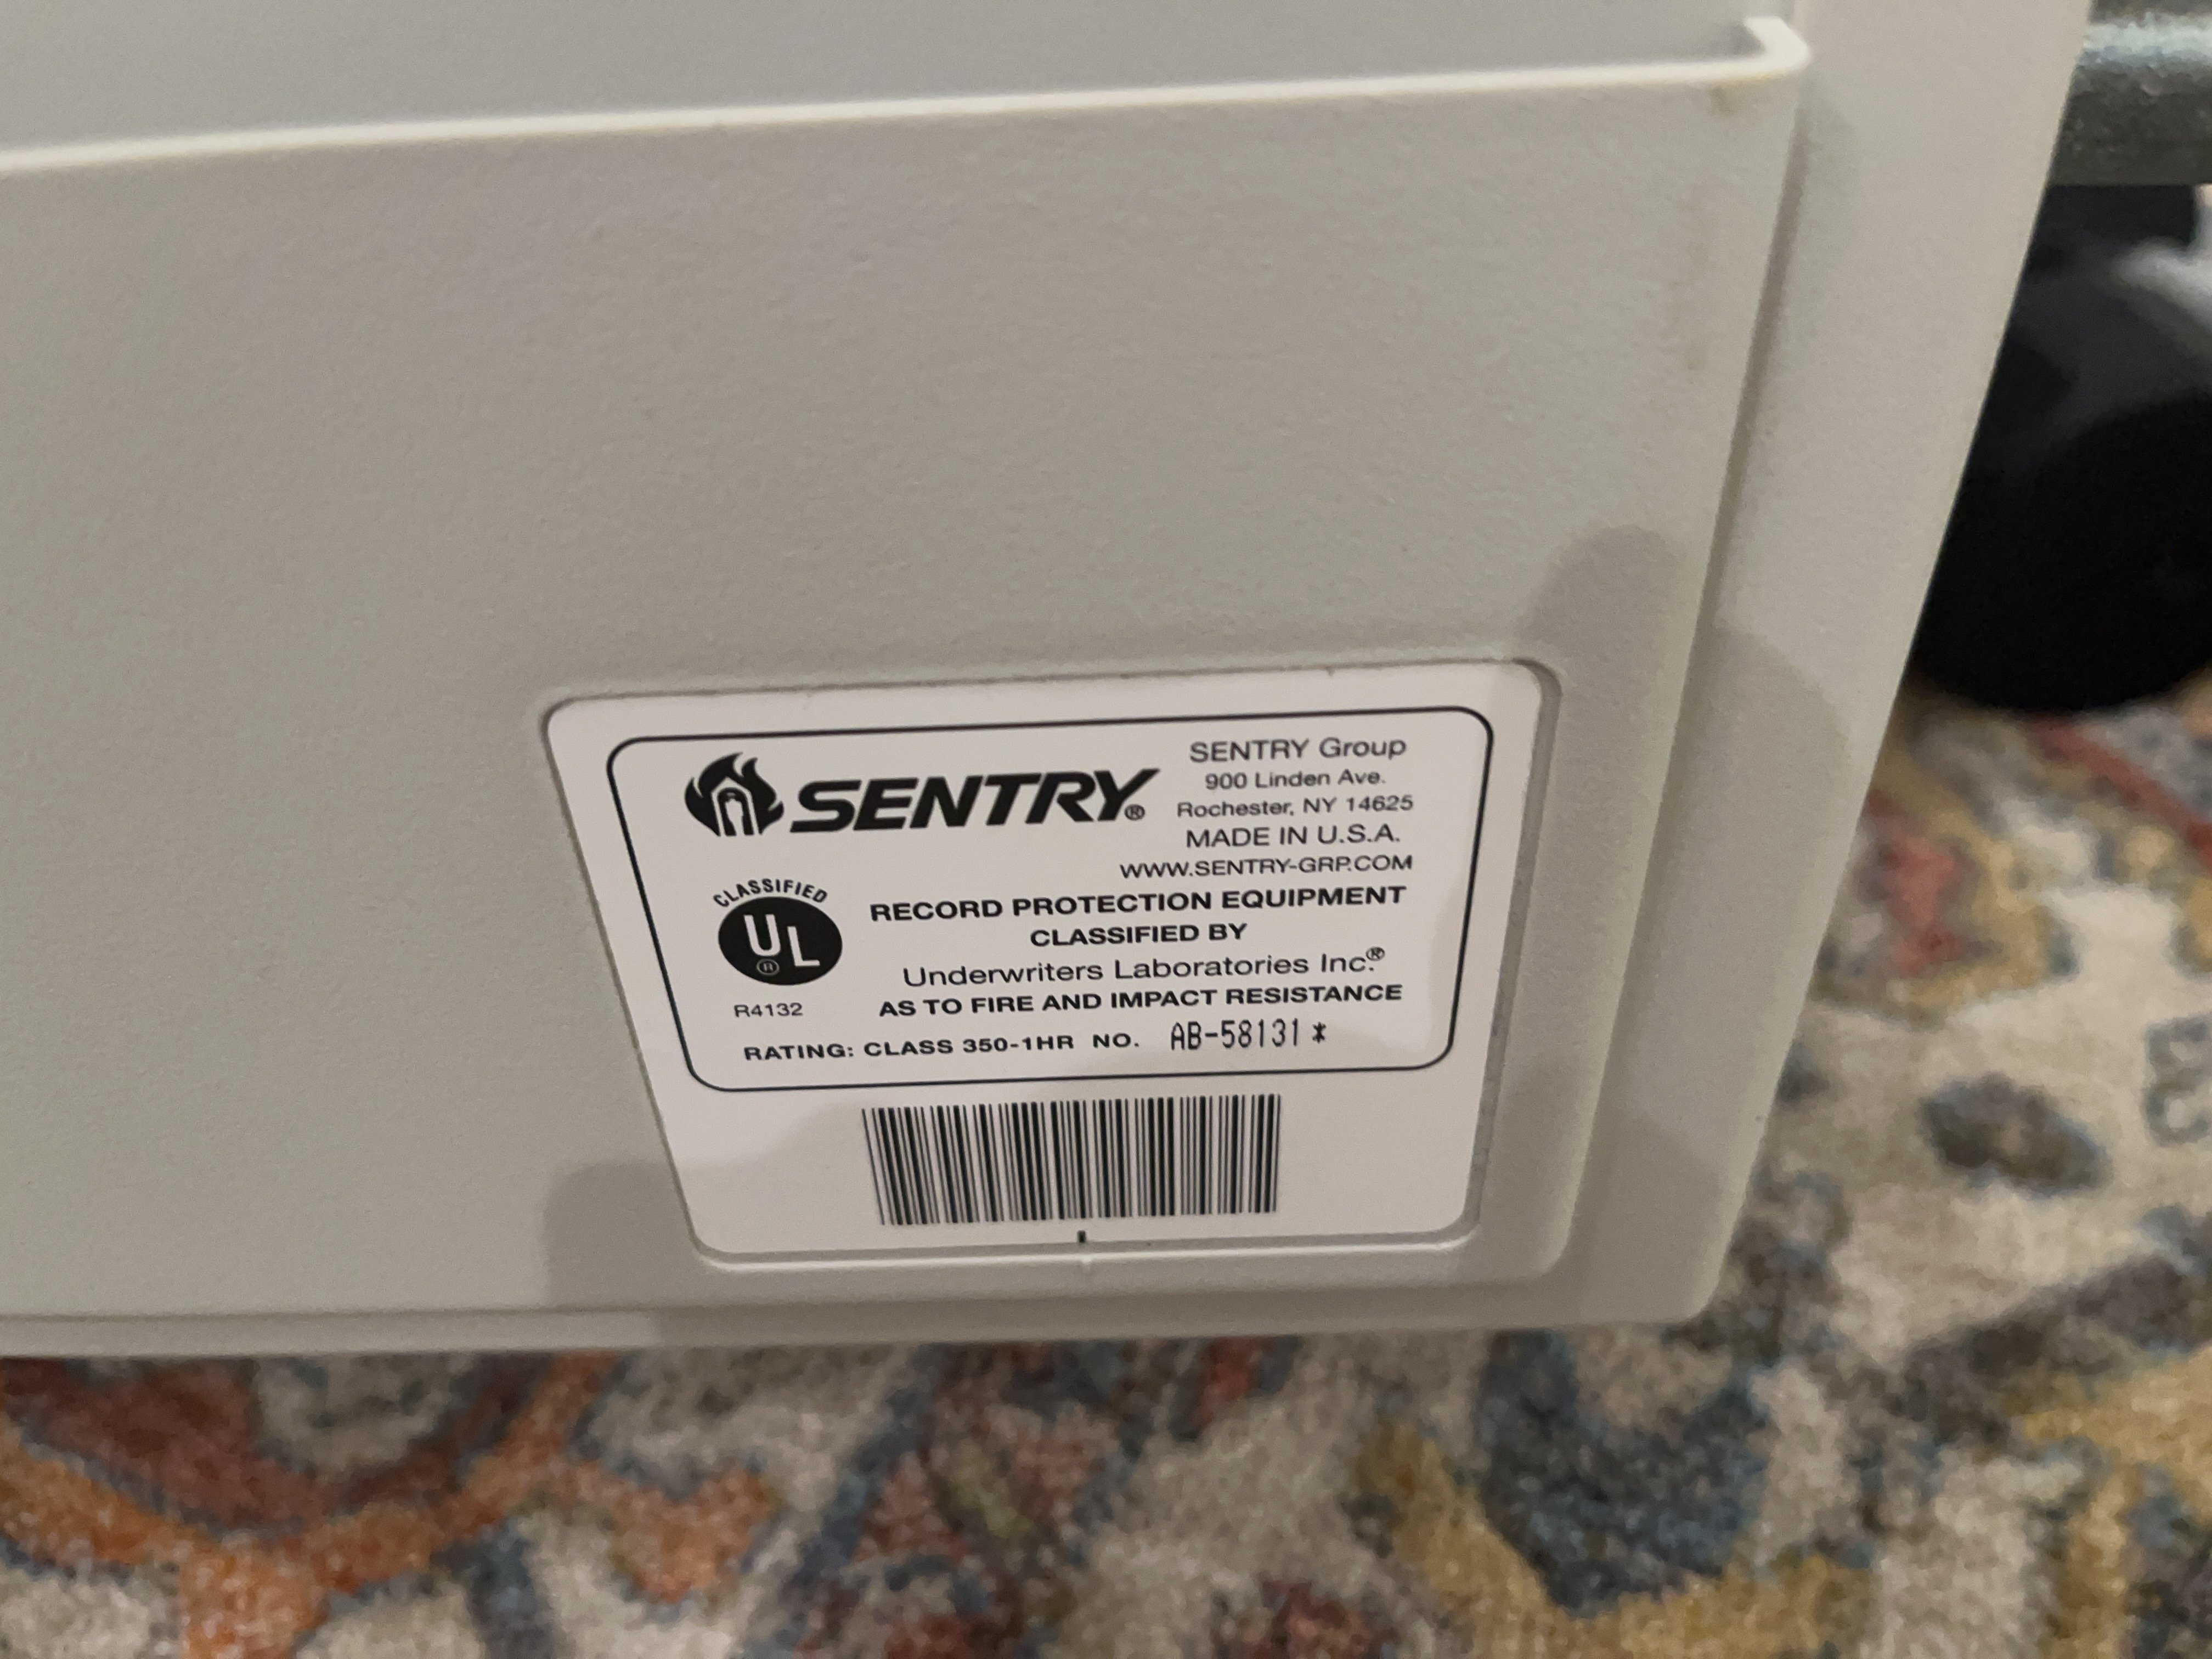 SENTRY®
SENTRY Group
900 Linden Ave.
Rochester, NY 14625
MADE IN U.S.A.
WWW.SENTRY-GRP.COM
CLASSIFIED
UL®
R4132
RECORD PROTECTION EQUIPMENT
CLASSIFIED BY
Underwriters Laboratories Inc.®
AS TO FIRE AND IMPACT RESISTANCE
RATING: CLASS 350-1HR NO. AB-58131*